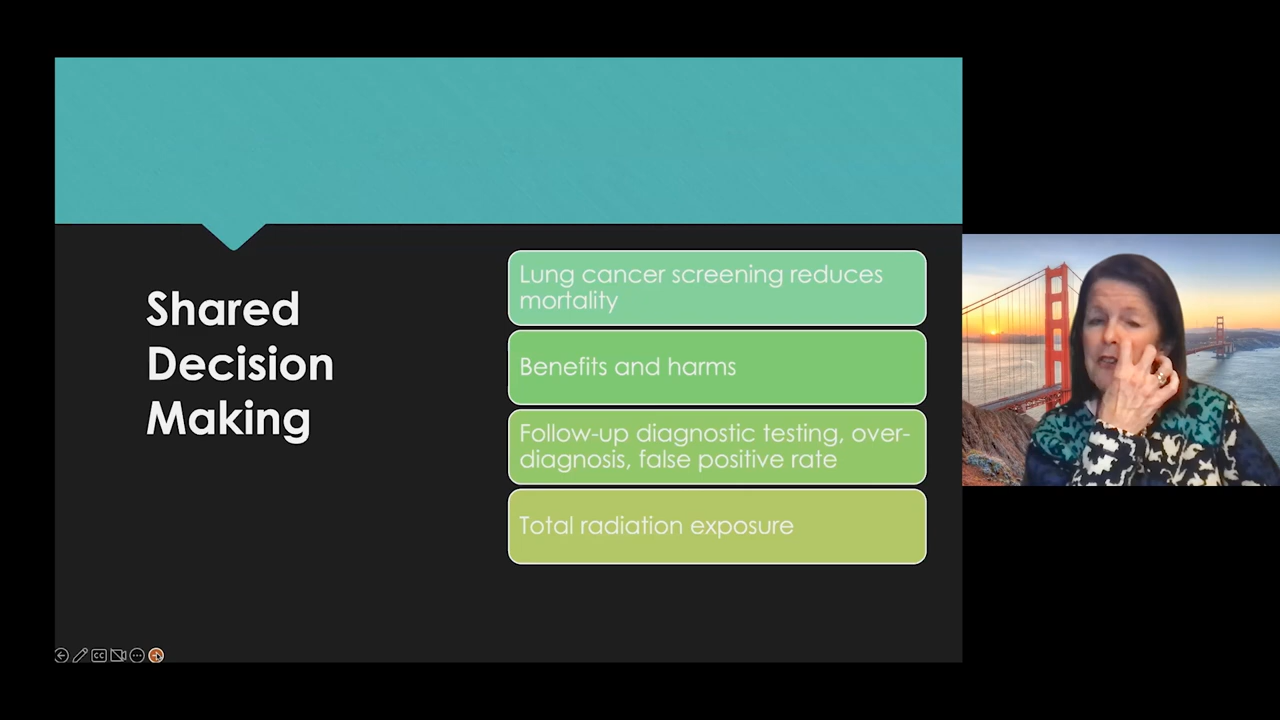 Shared
Decision
Making
Lung cancer screening reduces
mortality
Benefits and harms
Follow-up diagnostic testing, over-
diagnosis, false positive rate
Total radiation exposure
CC